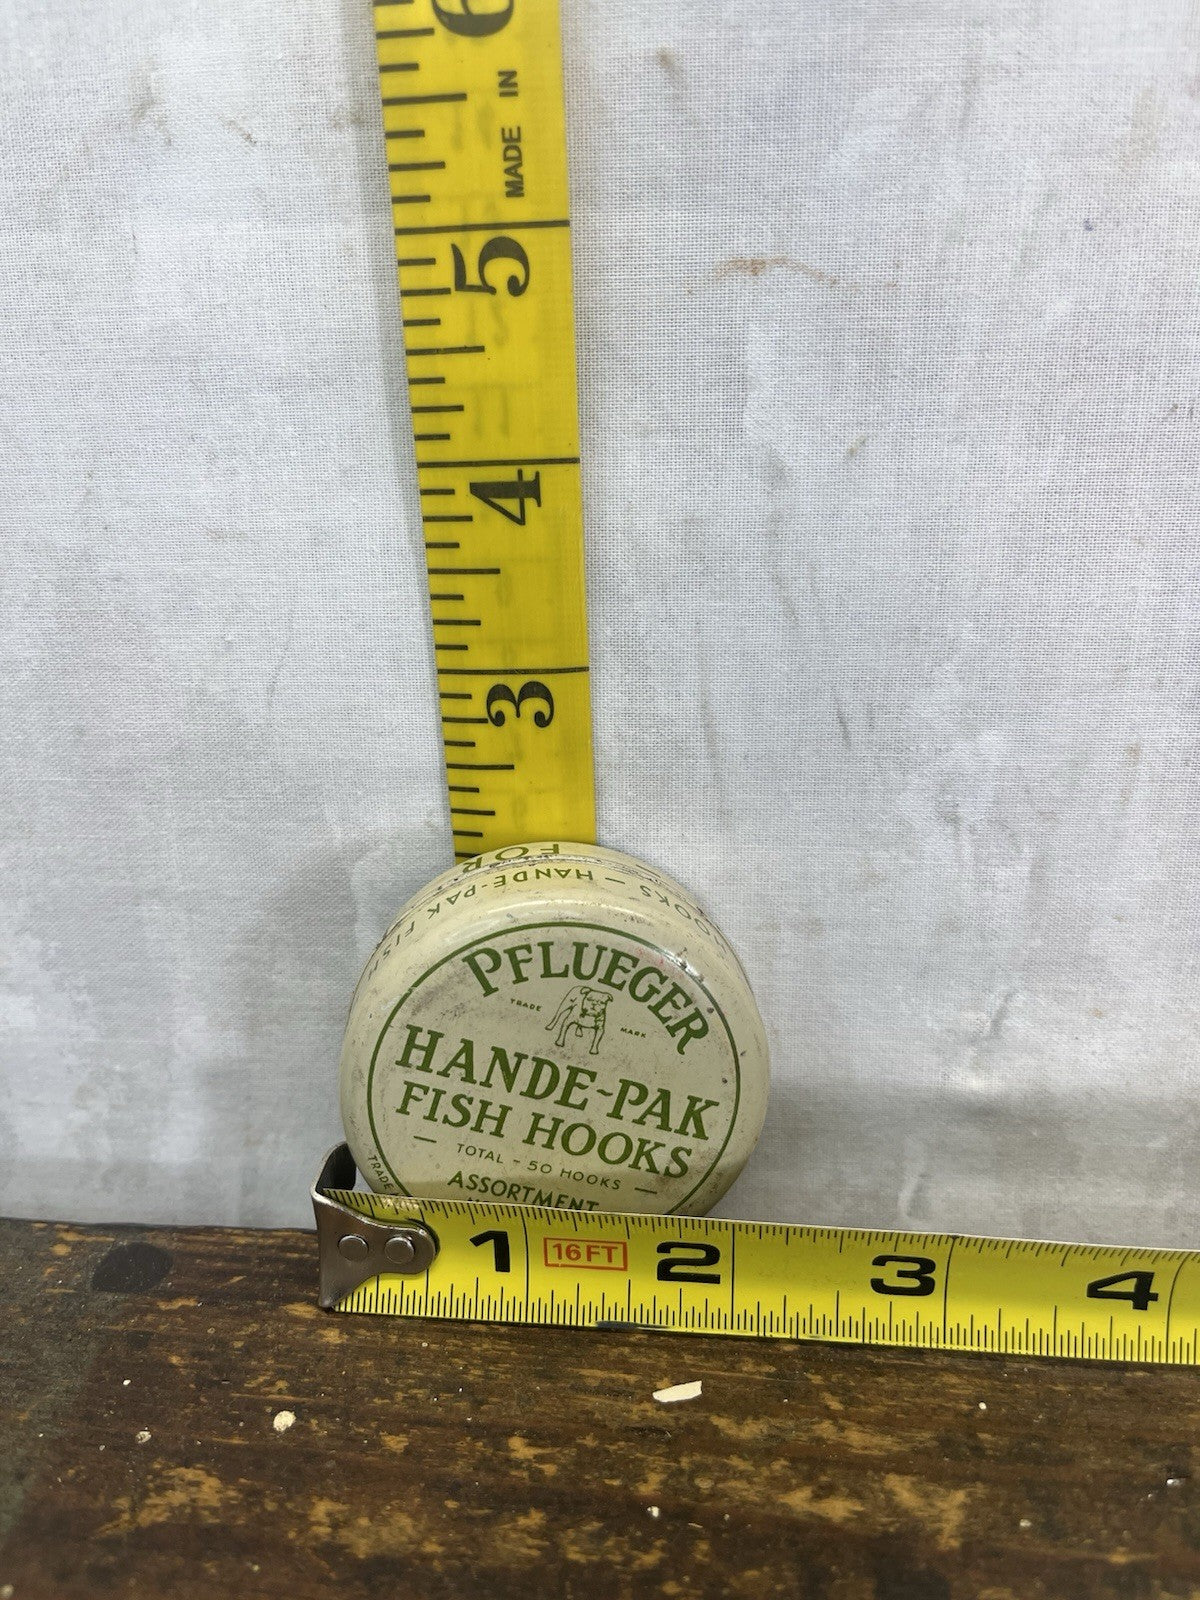 6
MADE IN
5
4
3
FOR
HOOKS — HANDE-PAK FISH
PFLUEGER
TRADE MARK
HANDE-PAK
FISH HOOKS
— TOTAL - 50 HOOKS —
ASSORTMENT
TRADE
1 16FT 2 3 4